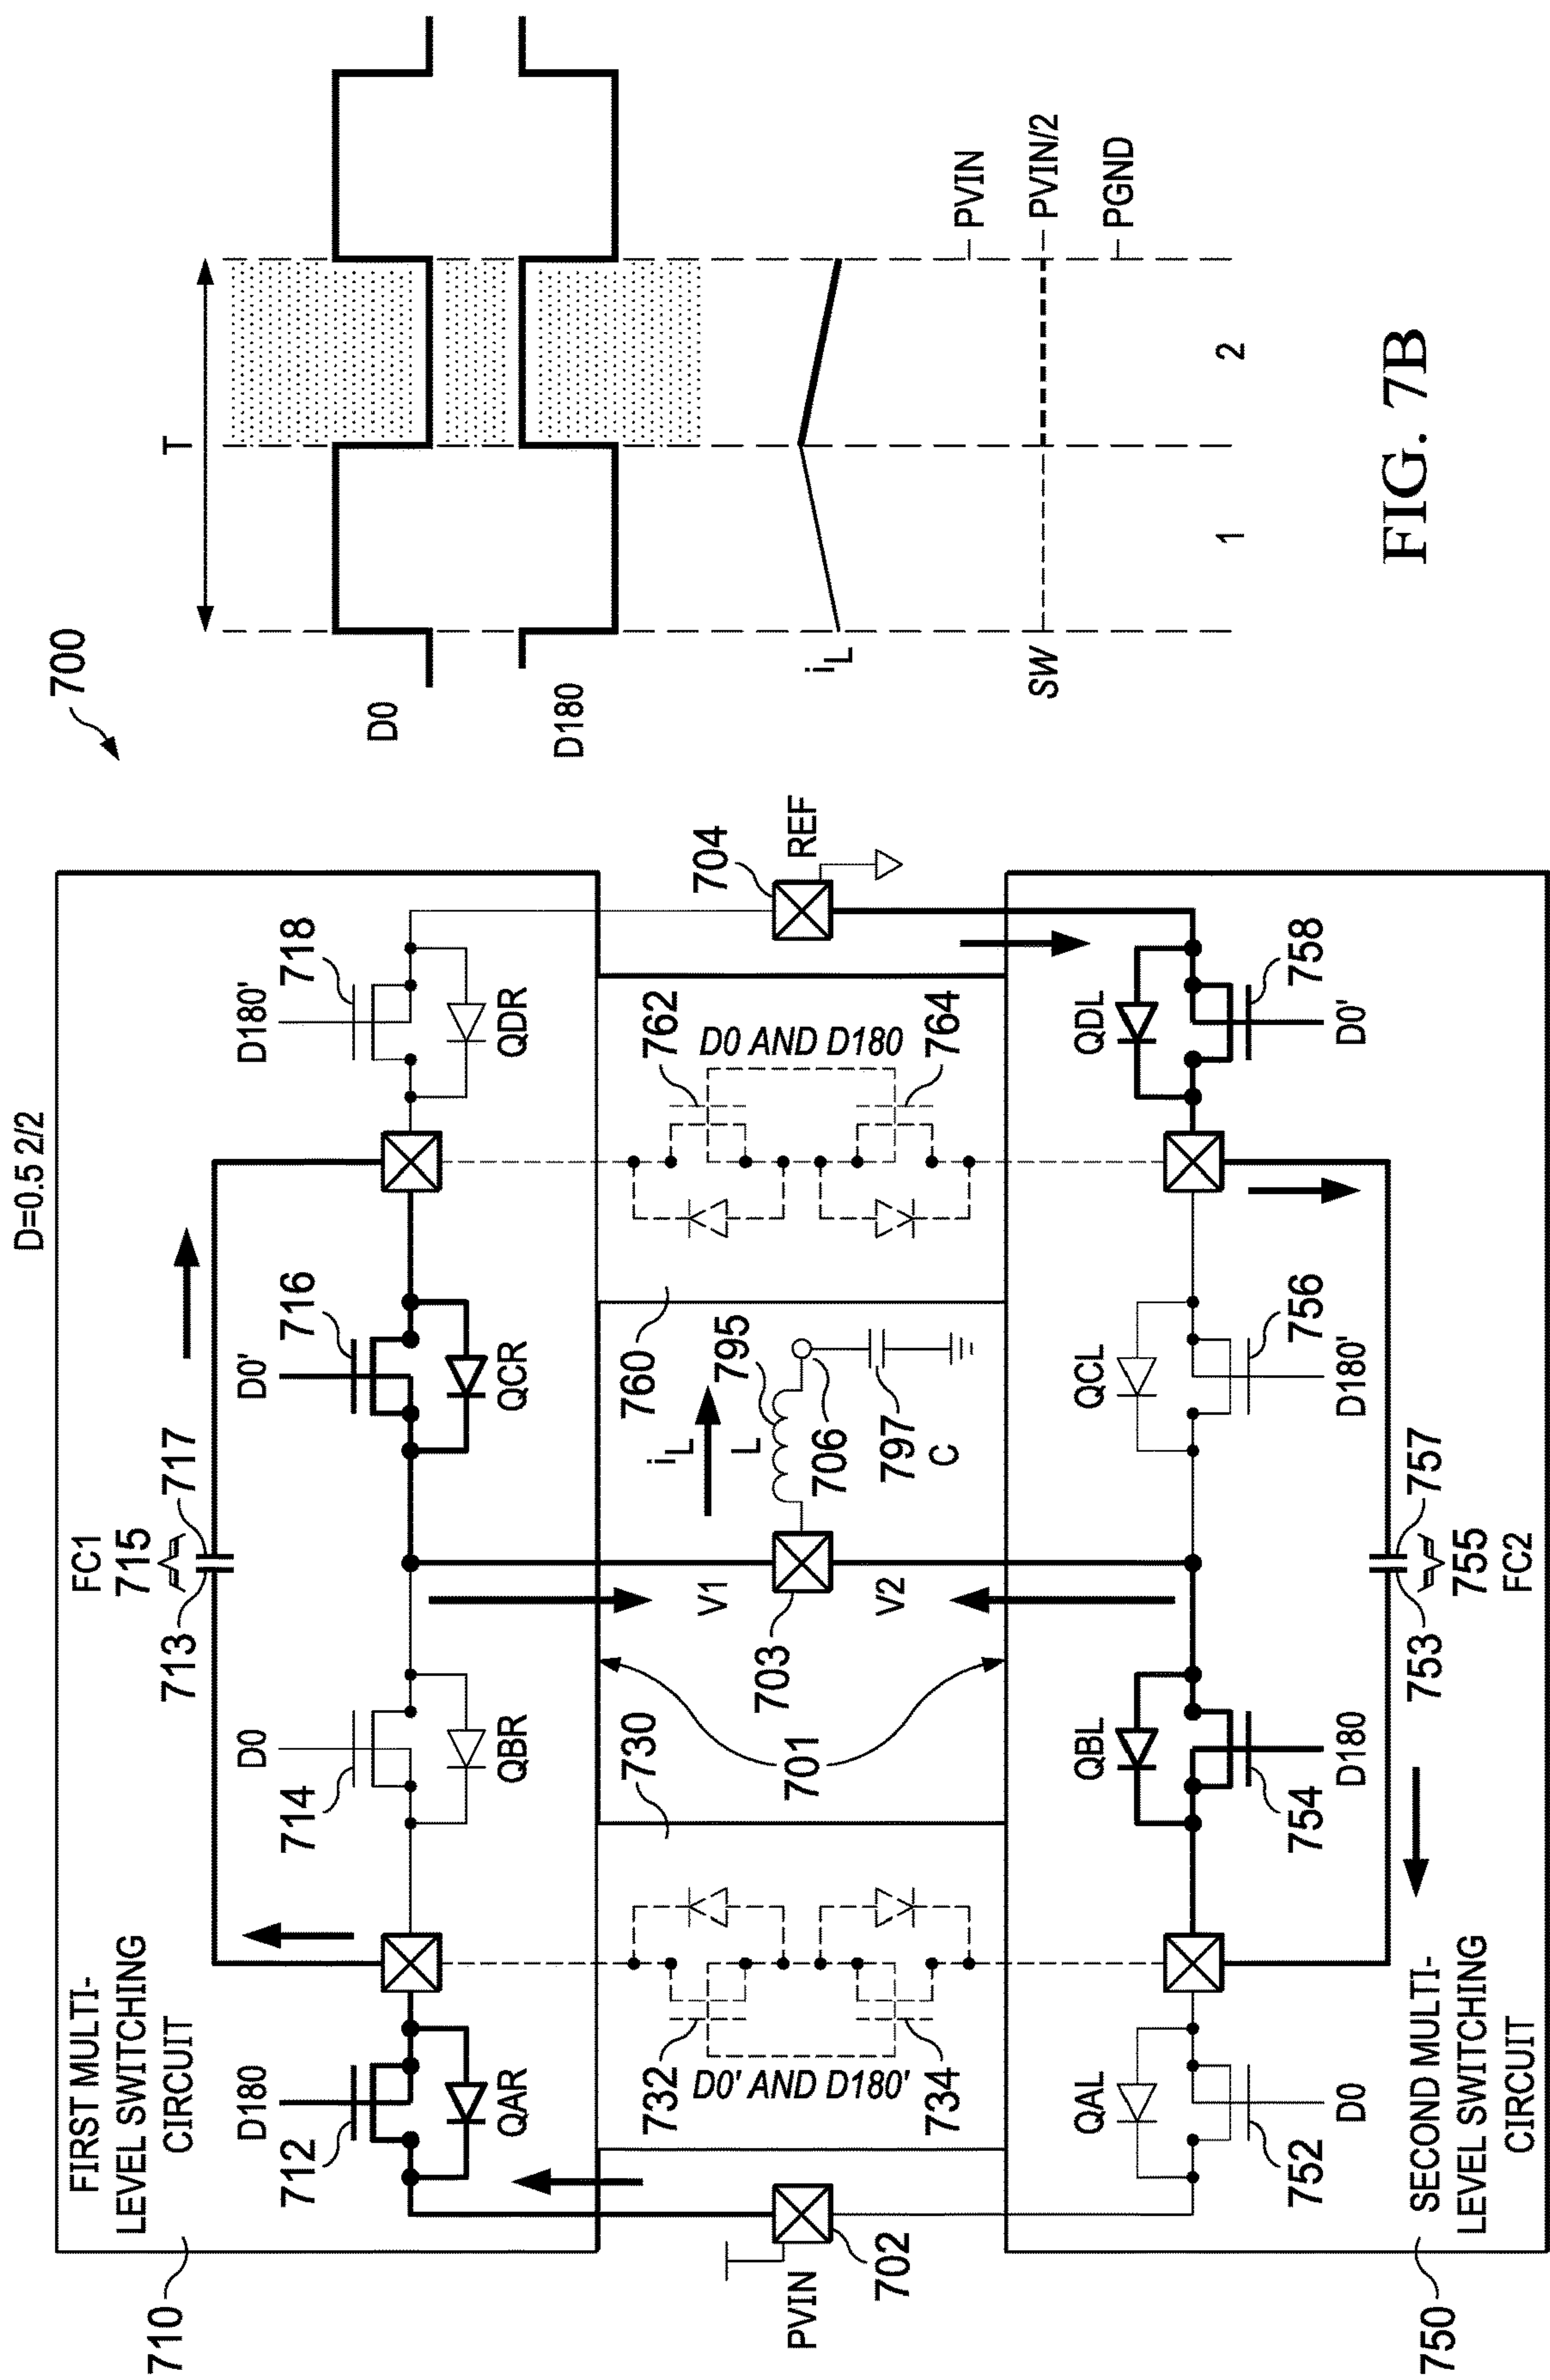 D=0.5 2/2
700
FIRST MULTI-
LEVEL SWITCHING
CIRCUIT
710
FC1
715
713
717
D180
712
QAR
D0
714
QBR
D0'
716
QCR
D180'
718
QDR
PVIN
702
730
732
D0' AND D180'
734
701
V1
703
V2
iL
L
795
706
797
C
760
762
D0 AND D180
764
704
REF
QAL
752
D0
QBL
754
D180
QCL
756
D180'
QDL
758
D0'
753
757
755
FC2
SECOND MULTI-
LEVEL SWITCHING
CIRCUIT
750
T
D0
D180
iL
SW
PVIN
PVIN/2
PGND
1
2
FIG. 7B